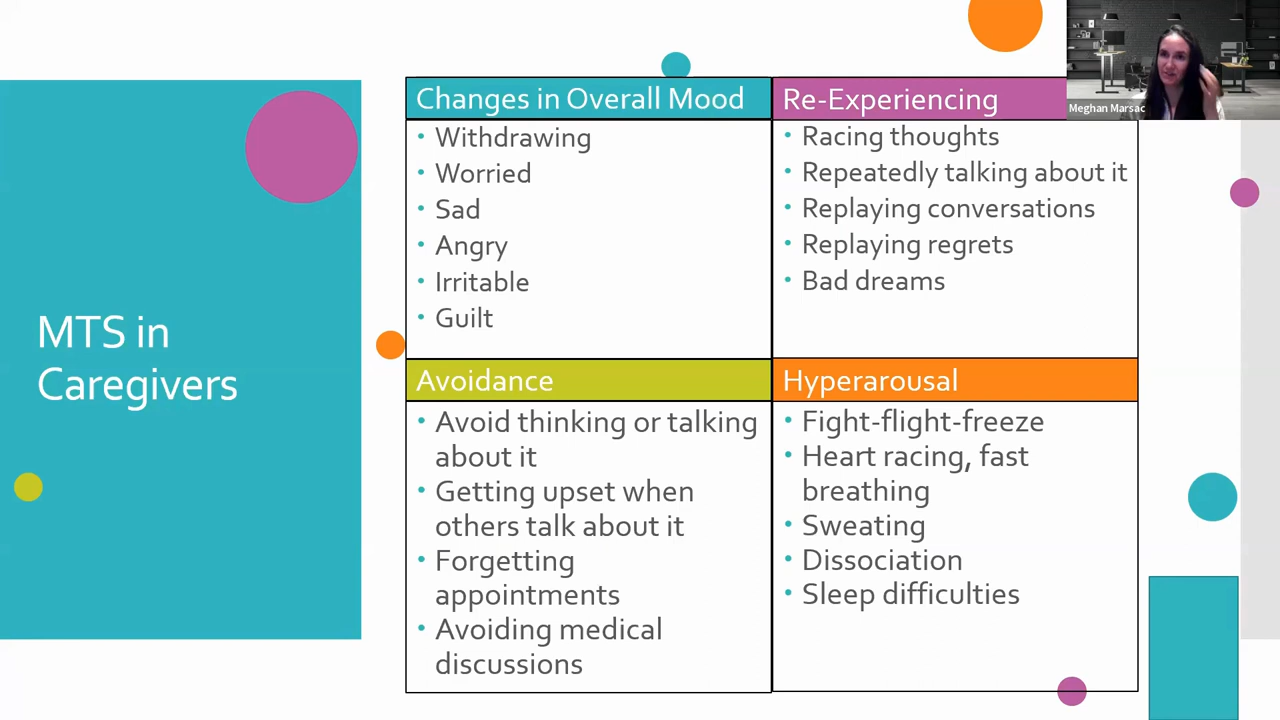 MTS in
Caregivers
Changes in Overall Mood
Withdrawing
Worried
Sad
Angry
Irritable
Guilt
Re-Experiencing
Racing thoughts
Repeatedly talking about it
Replaying conversations
Replaying regrets
Bad dreams
Avoidance
Avoid thinking or talking
about it
Getting upset when
others talk about it
Forgetting
appointments
Avoiding medical
discussions
Hyperarousal
Fight-flight-freeze
Heart racing, fast
breathing
Sweating
Dissociation
Sleep difficulties
Meghan Marsac